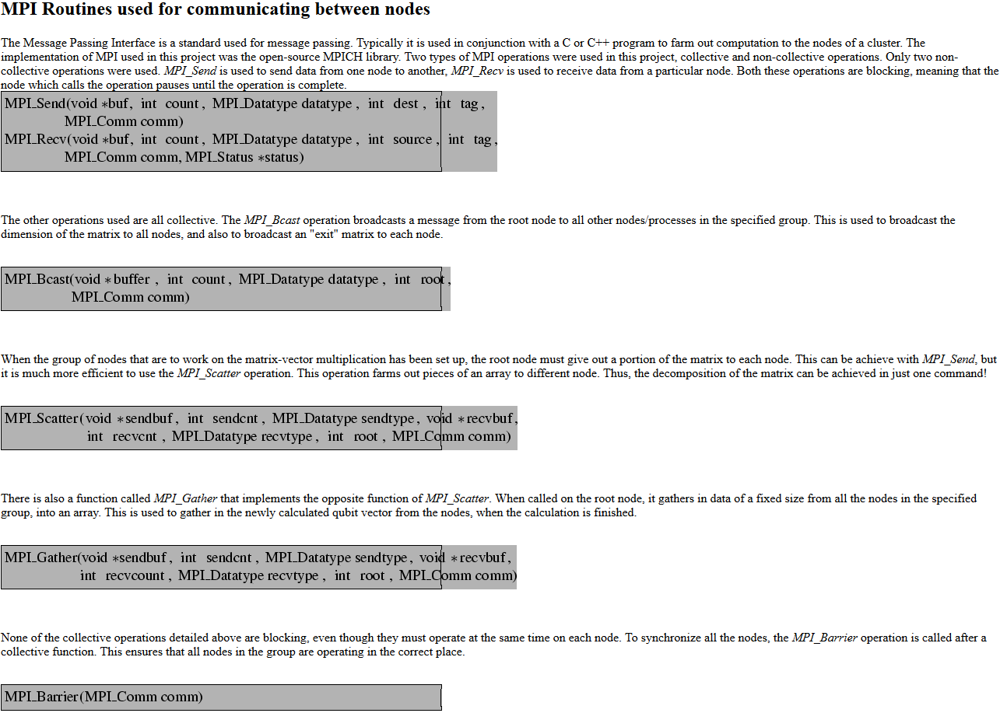 MPI Routines used for communicating between nodes
The Message Passing Interface is a standard used for message passing. Typically it is used in conjunction with a C or C++ program to farm out computation to the nodes of a cluster. The
implementation of MPI used in this project was the open-source MPICH library. Two types of MPI operations were used in this project, collective and non-collective operations. Only two non-
collective operations were used. MPI_Send is used to send data from one node to another, MPI_Recv is used to receive data from a particular node. Both these operations are blocking, meaning that the
node which calls the operation pauses until the operation is complete.
MPI_Send(void *buf, int count, MPI_Datatype datatype, int dest, int tag,
MPI_Comm comm)
MPI_Recv(void *buf, int count, MPI_Datatype datatype, int source, int tag,
MPI_Comm comm, MPI_Status *status)
The other operations used are all collective. The MPI_Bcast operation broadcasts a message from the root node to all other nodes/processes in the specified group. This is used to broadcast the
dimension of the matrix to all nodes, and also to broadcast an "exit" matrix to each node.
MPI_Bcast(void *buffer, int count, MPI_Datatype datatype, int root,
MPI_Comm comm)
When the group of nodes that are to work on the matrix-vector multiplication has been set up, the root node must give out a portion of the matrix to each node. This can be achieve with MPI_Send, but
it is much more efficient to use the MPI_Scatter operation. This operation farms out pieces of an array to different node. Thus, the decomposition of the matrix can be achieved in just one command!
MPI_Scatter(void *sendbuf, int sendcnt, MPI_Datatype sendtype, void *recvbuf,
int recvcnt, MPI_Datatype recvtype, int root, MPI_Comm comm)
There is also a function called MPI_Gather that implements the opposite function of MPI_Scatter. When called on the root node, it gathers in data of a fixed size from all the nodes in the specified
group, into an array. This is used to gather in the newly calculated qubit vector from the nodes, when the calculation is finished.
MPI_Gather(void *sendbuf, int sendcnt, MPI_Datatype sendtype, void *recvbuf,
int recvcount, MPI_Datatype recvtype, int root, MPI_Comm comm)
None of the collective operations detailed above are blocking, even though they must operate at the same time on each node. To synchronize all the nodes, the MPI_Barrier operation is called after a
collective function. This ensures that all nodes in the group are operating in the correct place.
MPI_Barrier(MPI_Comm comm)